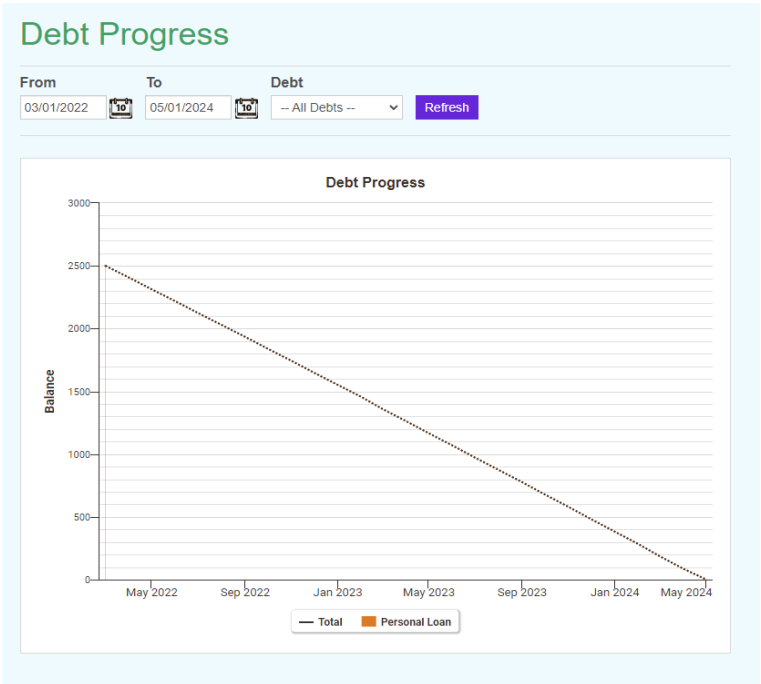 Debt Progress
From To Debt
03/01/2022 10 05/01/2024 10 -- All Debts -- Refresh
Debt Progress
3000
2500
2000
1500
1000
500
0
Balance
May 2022 Sep 2022 Jan 2023 May 2023 Sep 2023 Jan 2024 May 2024
Total Personal Loan